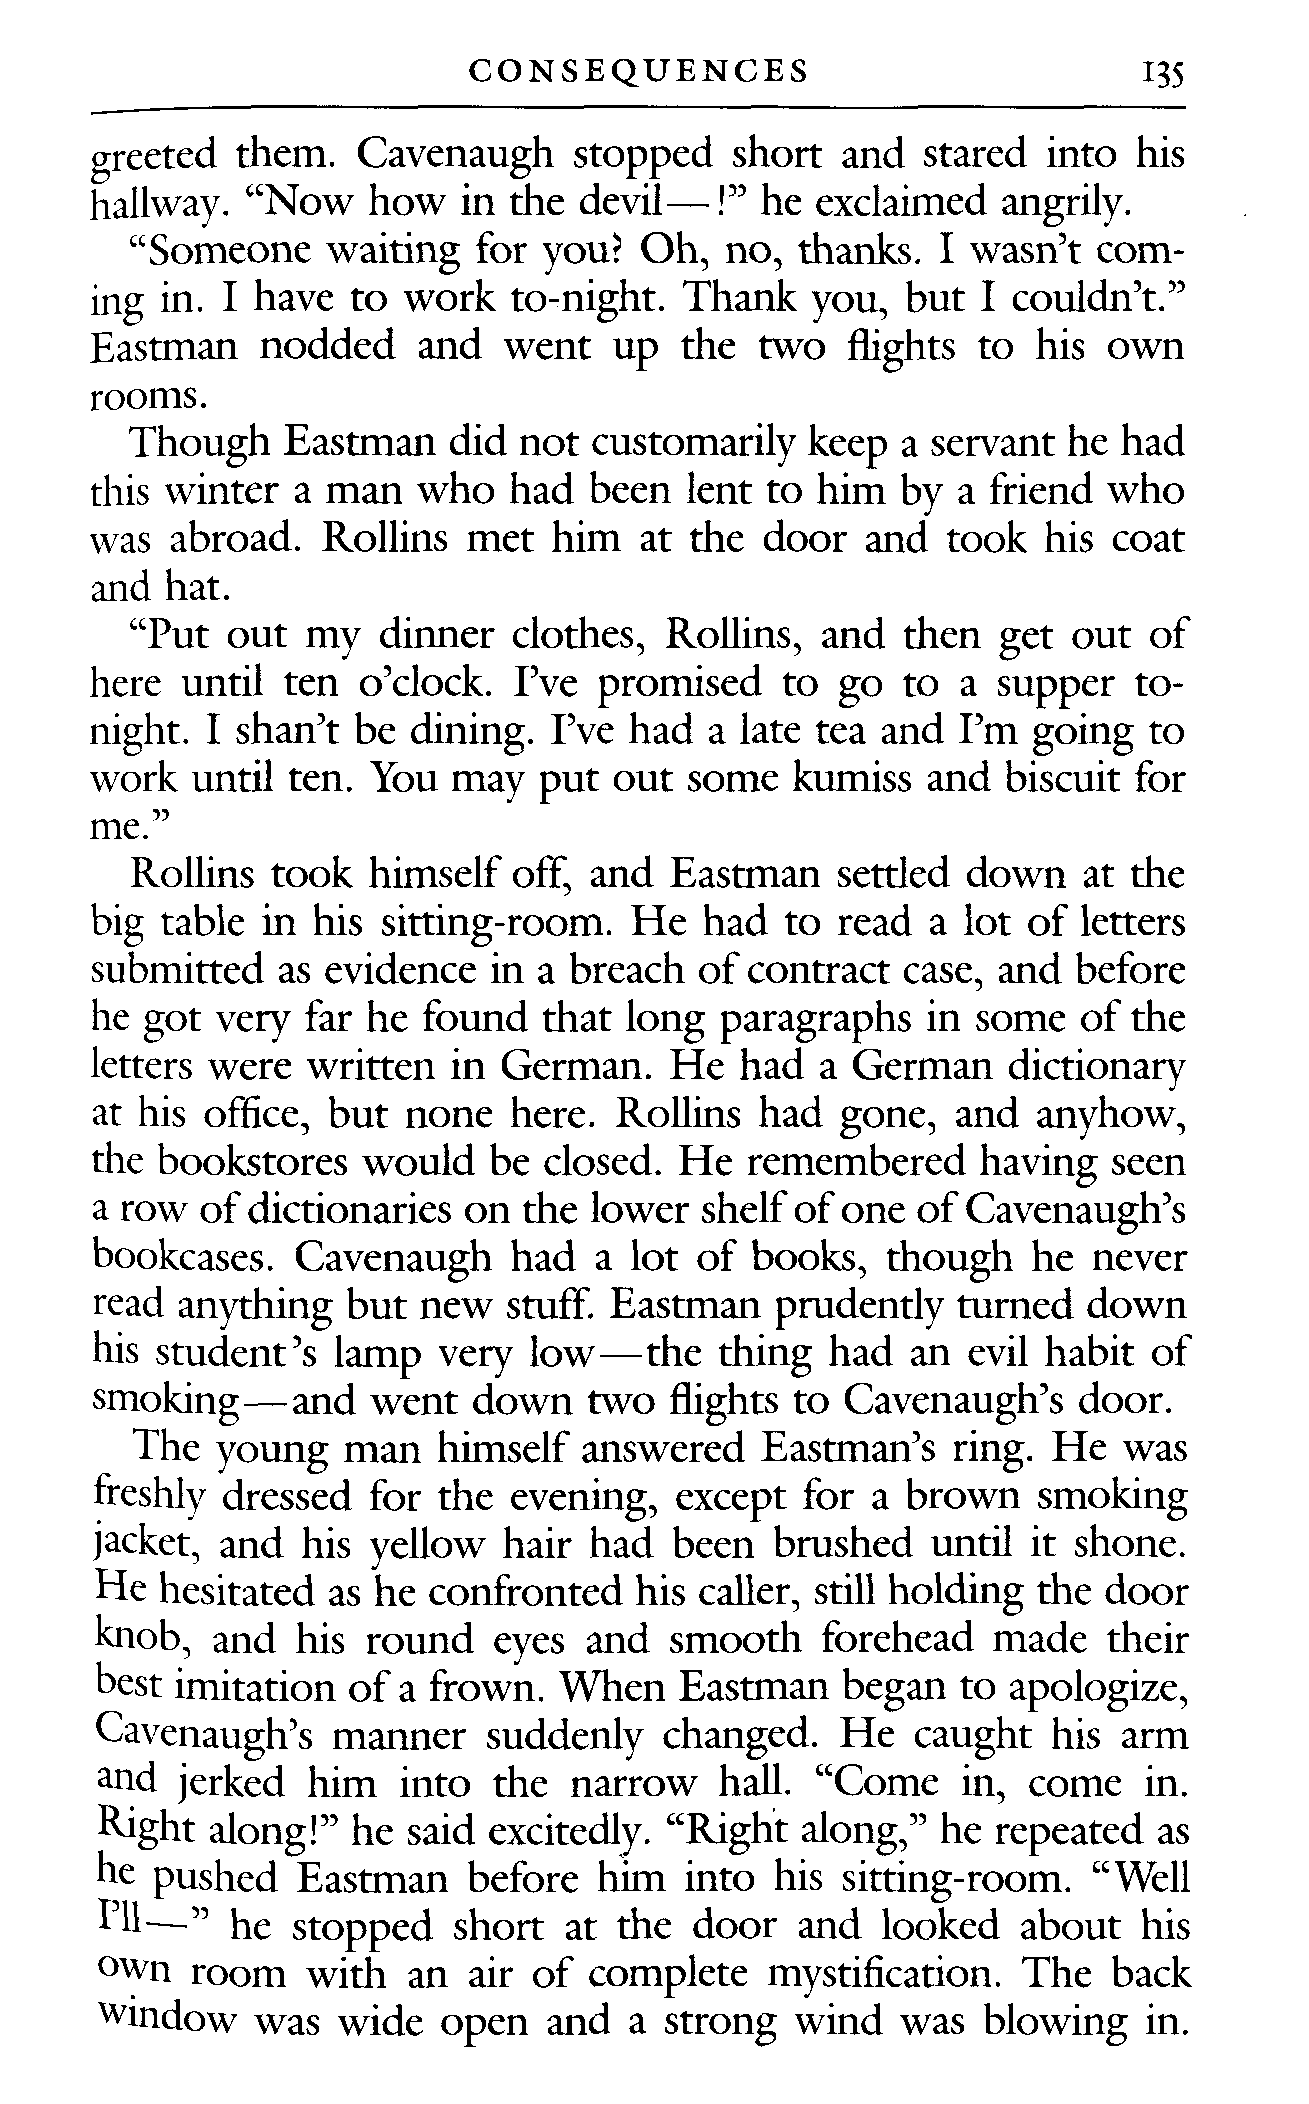 CONSEQUENCES 135
greeted them. Cavenaugh stopped short and stared into his
hallway. “Now how in the devil—!” he exclaimed angrily.
“Someone waiting for you? Oh, no, thanks. I wasn’t com-
ing in. I have to work to-night. Thank you, but I couldn’t.”
Eastman nodded and went up the two flights to his own
rooms.
Though Eastman did not customarily keep a servant he had
this winter a man who had been lent to him by a friend who
was abroad. Rollins met him at the door and took his coat
and hat.
“Put out my dinner clothes, Rollins, and then get out of
here until ten o’clock. I’ve promised to go to a supper to-
night. I shan’t be dining. I’ve had a late tea and I’m going to
work until ten. You may put out some kumiss and biscuit for
me.”
Rollins took himself off, and Eastman settled down at the
big table in his sitting-room. He had to read a lot of letters
submitted as evidence in a breach of contract case, and before
he got very far he found that long paragraphs in some of the
letters were written in German. He had a German dictionary
at his office, but none here. Rollins had gone, and anyhow,
the bookstores would be closed. He remembered having seen
a row of dictionaries on the lower shelf of one of Cavenaugh’s
bookcases. Cavenaugh had a lot of books, though he never
read anything but new stuff. Eastman prudently turned down
his student’s lamp very low—the thing had an evil habit of
smoking—and went down two flights to Cavenaugh’s door.
The young man himself answered Eastman’s ring. He was
freshly dressed for the evening, except for a brown smoking
jacket, and his yellow hair had been brushed until it shone.
He hesitated as he confronted his caller, still holding the door
knob, and his round eyes and smooth forehead made their
best imitation of a frown. When Eastman began to apologize,
Cavenaugh’s manner suddenly changed. He caught his arm
and jerked him into the narrow hall. “Come in, come in.
Right along!” he said excitedly. “Right along,” he repeated as
he pushed Eastman before him into his sitting-room. “Well
I’ll—” he stopped short at the door and looked about his
own room with an air of complete mystification. The back
window was wide open and a strong wind was blowing in.